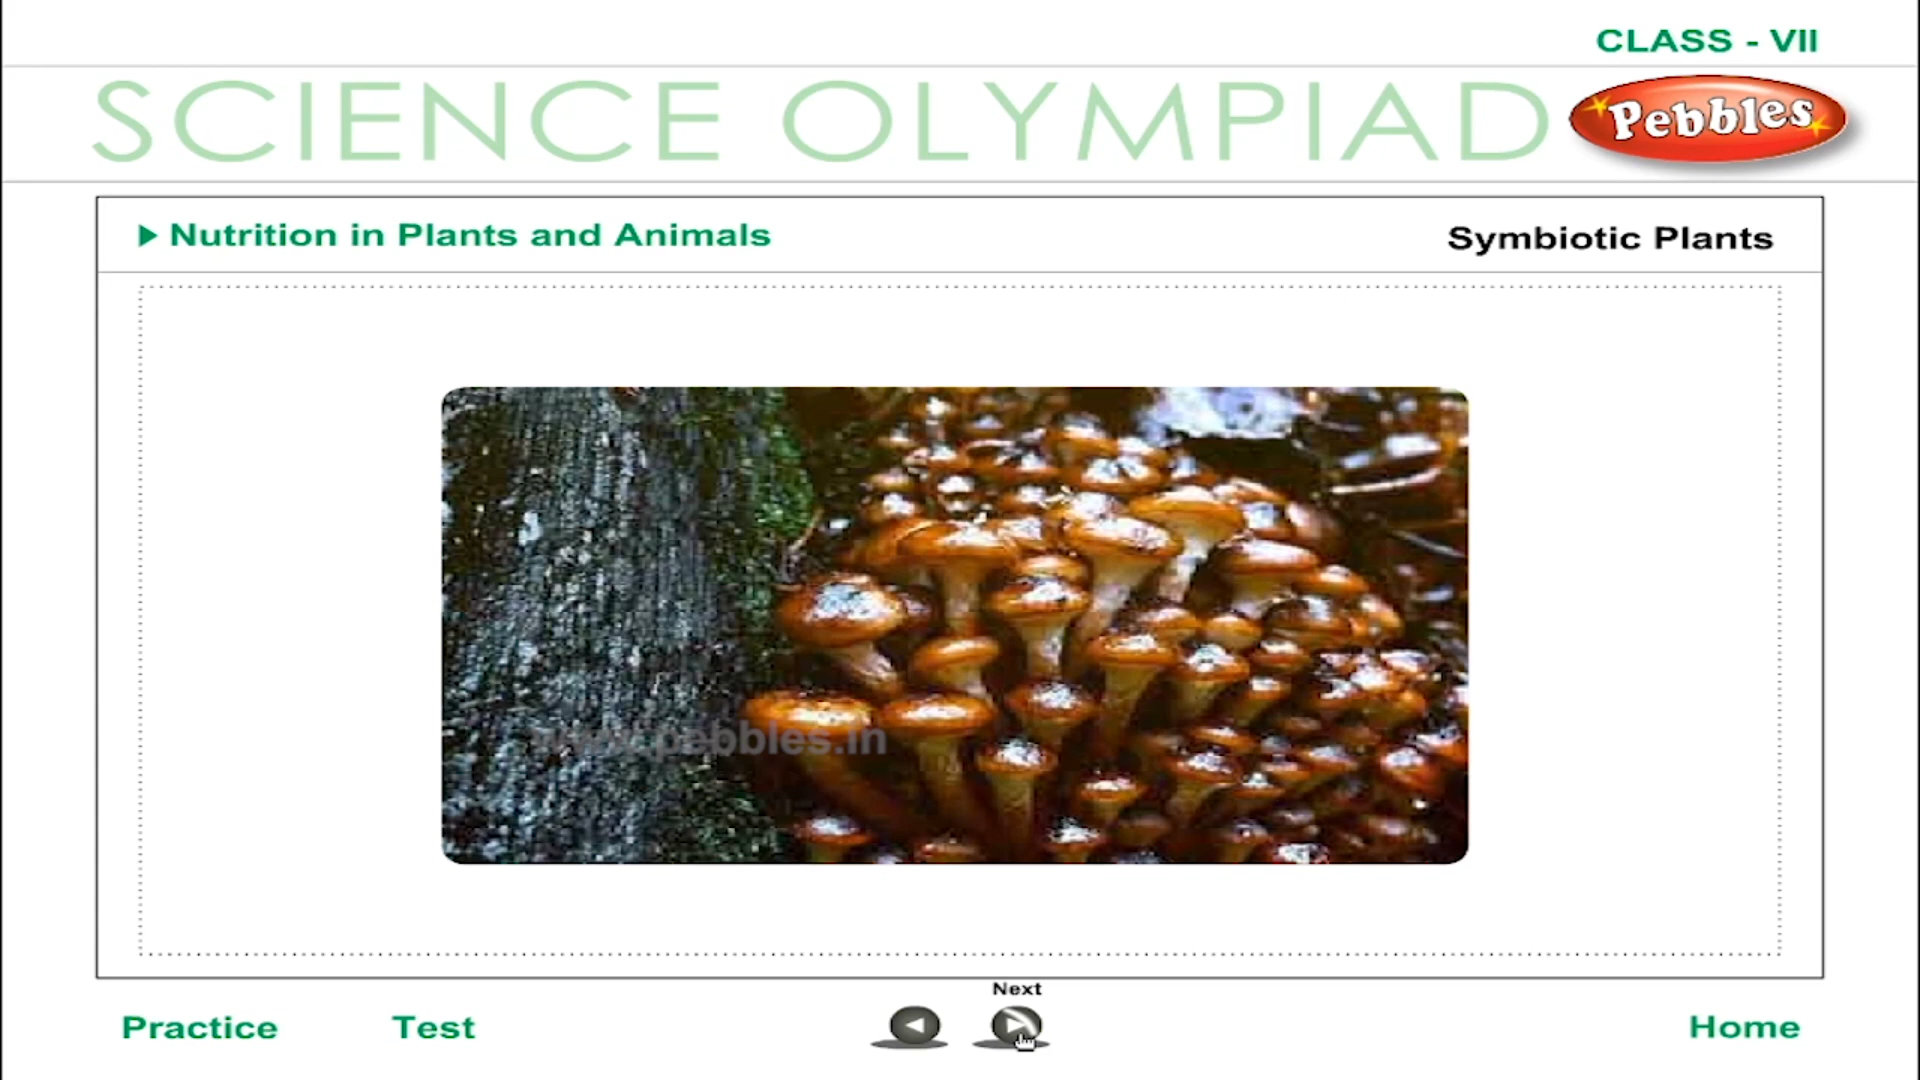 CLASS - VII
SCIENCE OLYMPIAD
Pebbles
Nutrition in Plants and Animals
Symbiotic Plants
www.pebbles.in
Next
Practice
Test
Home